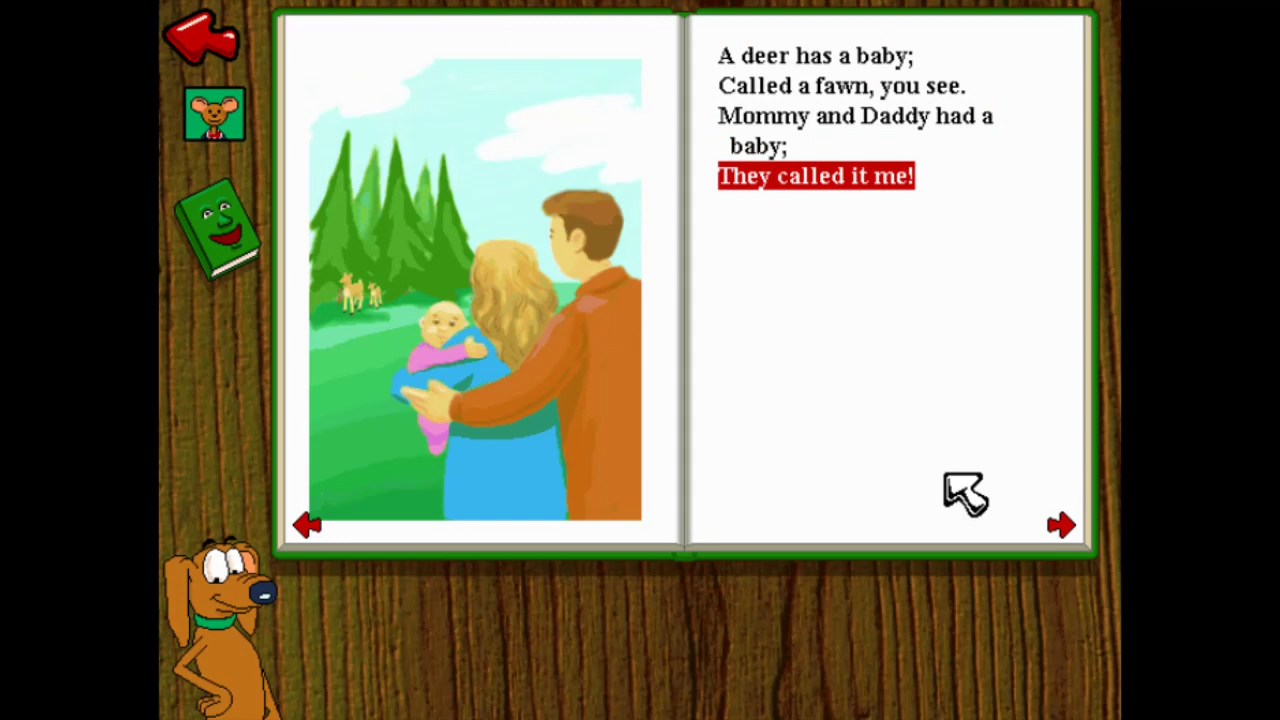 A deer has a baby;
Called a fawn, you see.
Mommy and Daddy had a
baby;
They called it me!